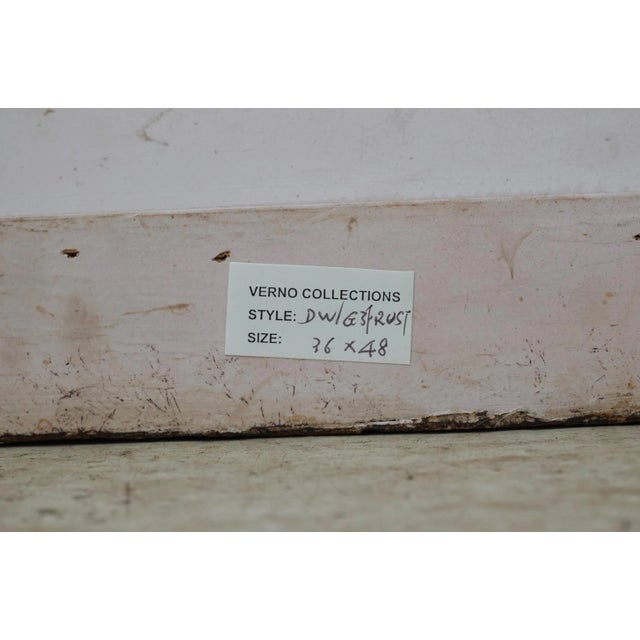 VERNO COLLECTIONS
STYLE: DW/G3/RUST
SIZE: 36 x 48